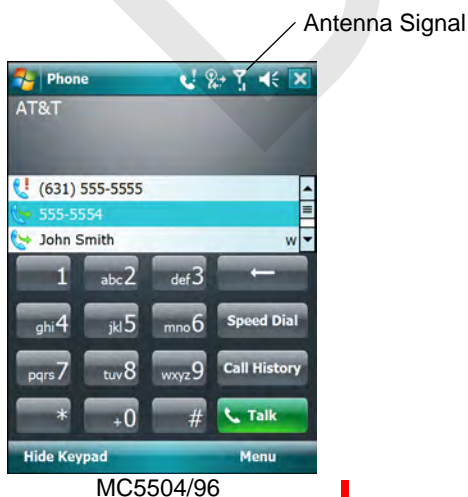 Antenna Signal
Phone
AT&T
(631) 555-5555
555-5554
John Smith w
1 abc2 def3
ghi4 jkl5 mno6 Speed Dial
pqrs7 tuv8 wxyz9 Call History
* +0 # Talk
Hide Keypad Menu
MC5504/96